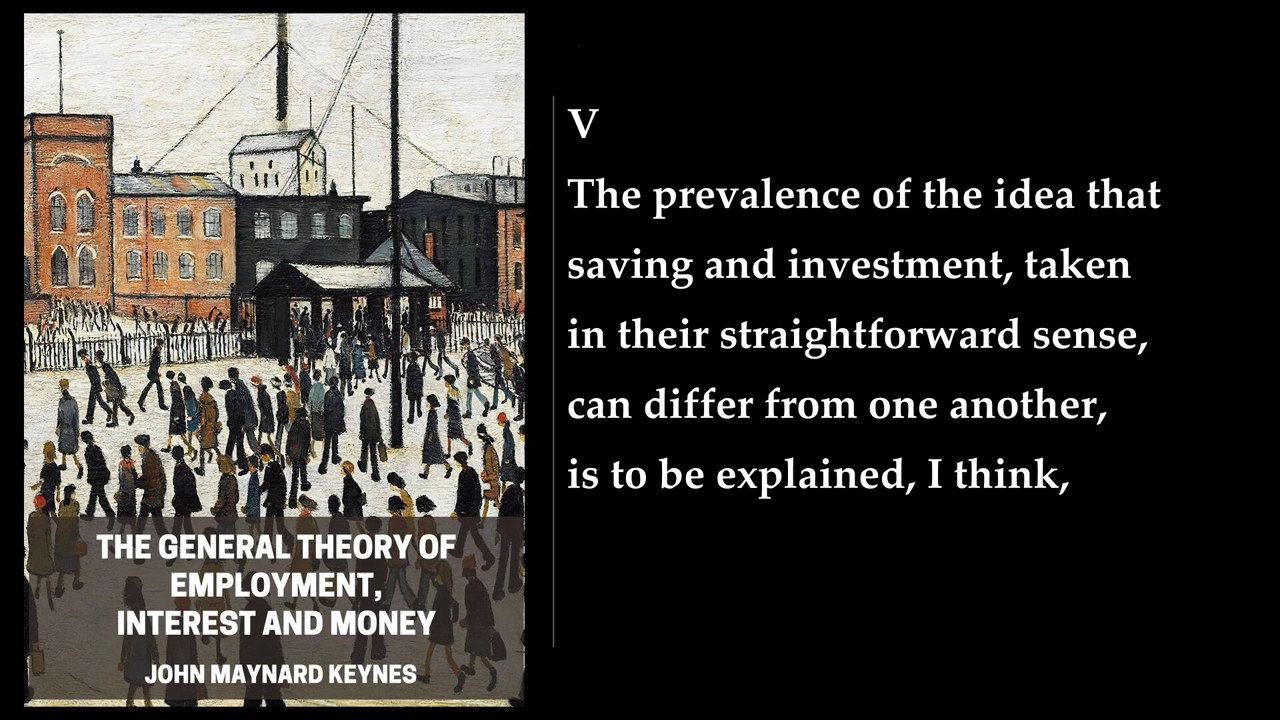 THE GENERAL THEORY OF
EMPLOYMENT,
INTEREST AND MONEY
JOHN MAYNARD KEYNES
V
The prevalence of the idea that
saving and investment, taken
in their straightforward sense,
can differ from one another,
is to be explained, I think,